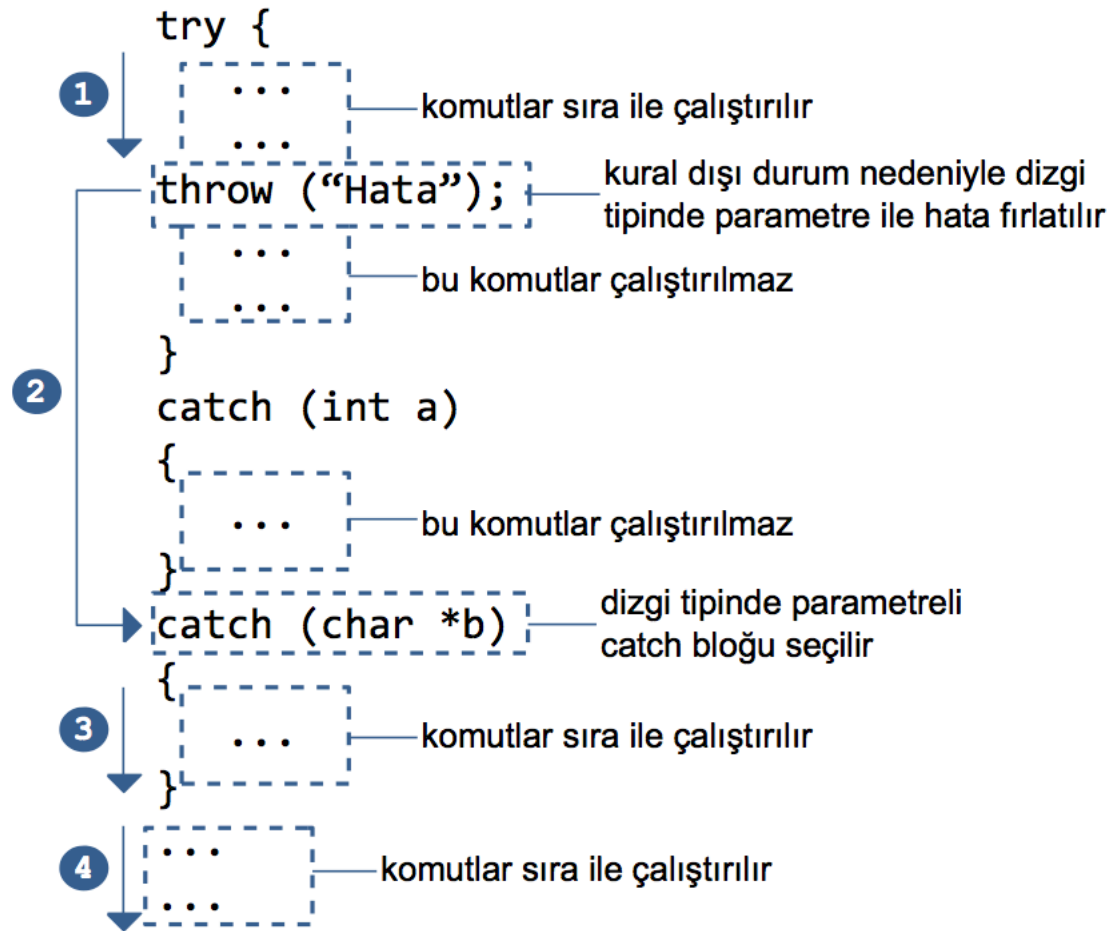 try {
1
...
komutlar sıra ile çalıştırılır
...
throw (“Hata”);
kural dışı durum nedeniyle dizgi
tipinde parametre ile hata fırlatılır
...
bu komutlar çalıştırılmaz
...
}
2
catch (int a)
{
...
bu komutlar çalıştırılmaz
}
catch (char *b)
dizgi tipinde parametreli
catch bloğu seçilir
{
3
...
komutlar sıra ile çalıştırılır
}
4
...
komutlar sıra ile çalıştırılır
...